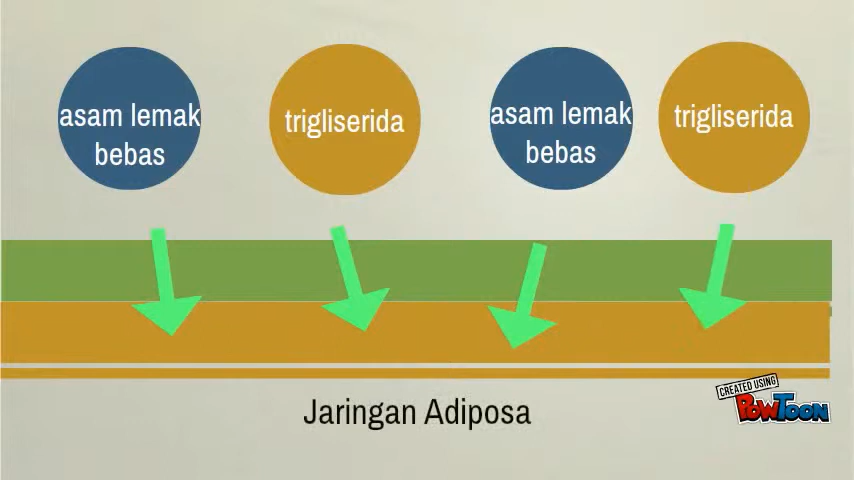 asam lemak
bebas
trigliserida
asam lemak
bebas
trigliserida
Jaringan Adiposa
CREATED USING
POWTOON